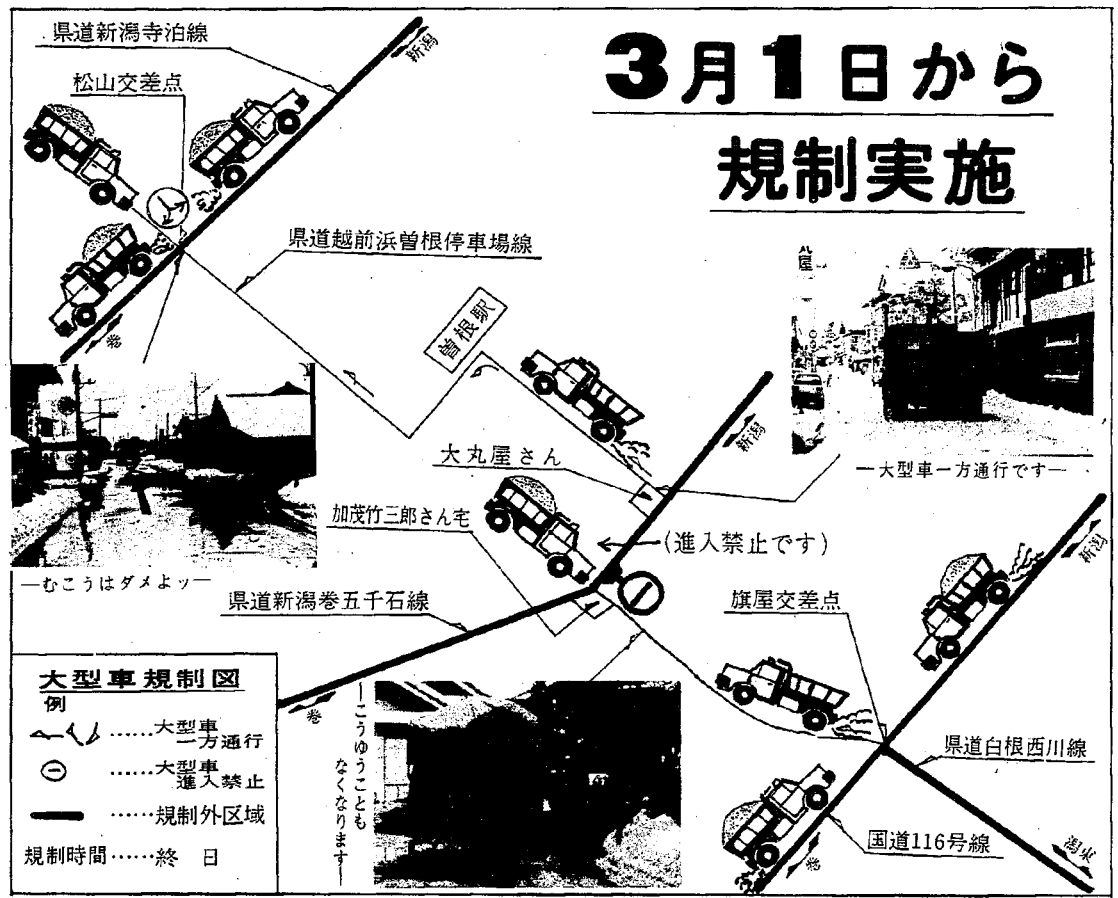 3月1日から
規制実施
県道新潟寺泊線
新潟
松山交差点
県道越前浜曽根停車場線
巻
曽根駅
丸屋
―大型車一方通行です―
新潟
大丸屋さん
加茂竹三郎さん宅
(進入禁止です)
―むこうはダメよッ―
県道新潟巻五千石線
旗屋交差点
新潟
大型車規制図
例
……大型車
一方通行
……大型車
進入禁止
……規制外区域
規制時間……終 日
巻
―こうゆうことも
なくなります―
県道白根西川線
国道116号線
巻
潟東